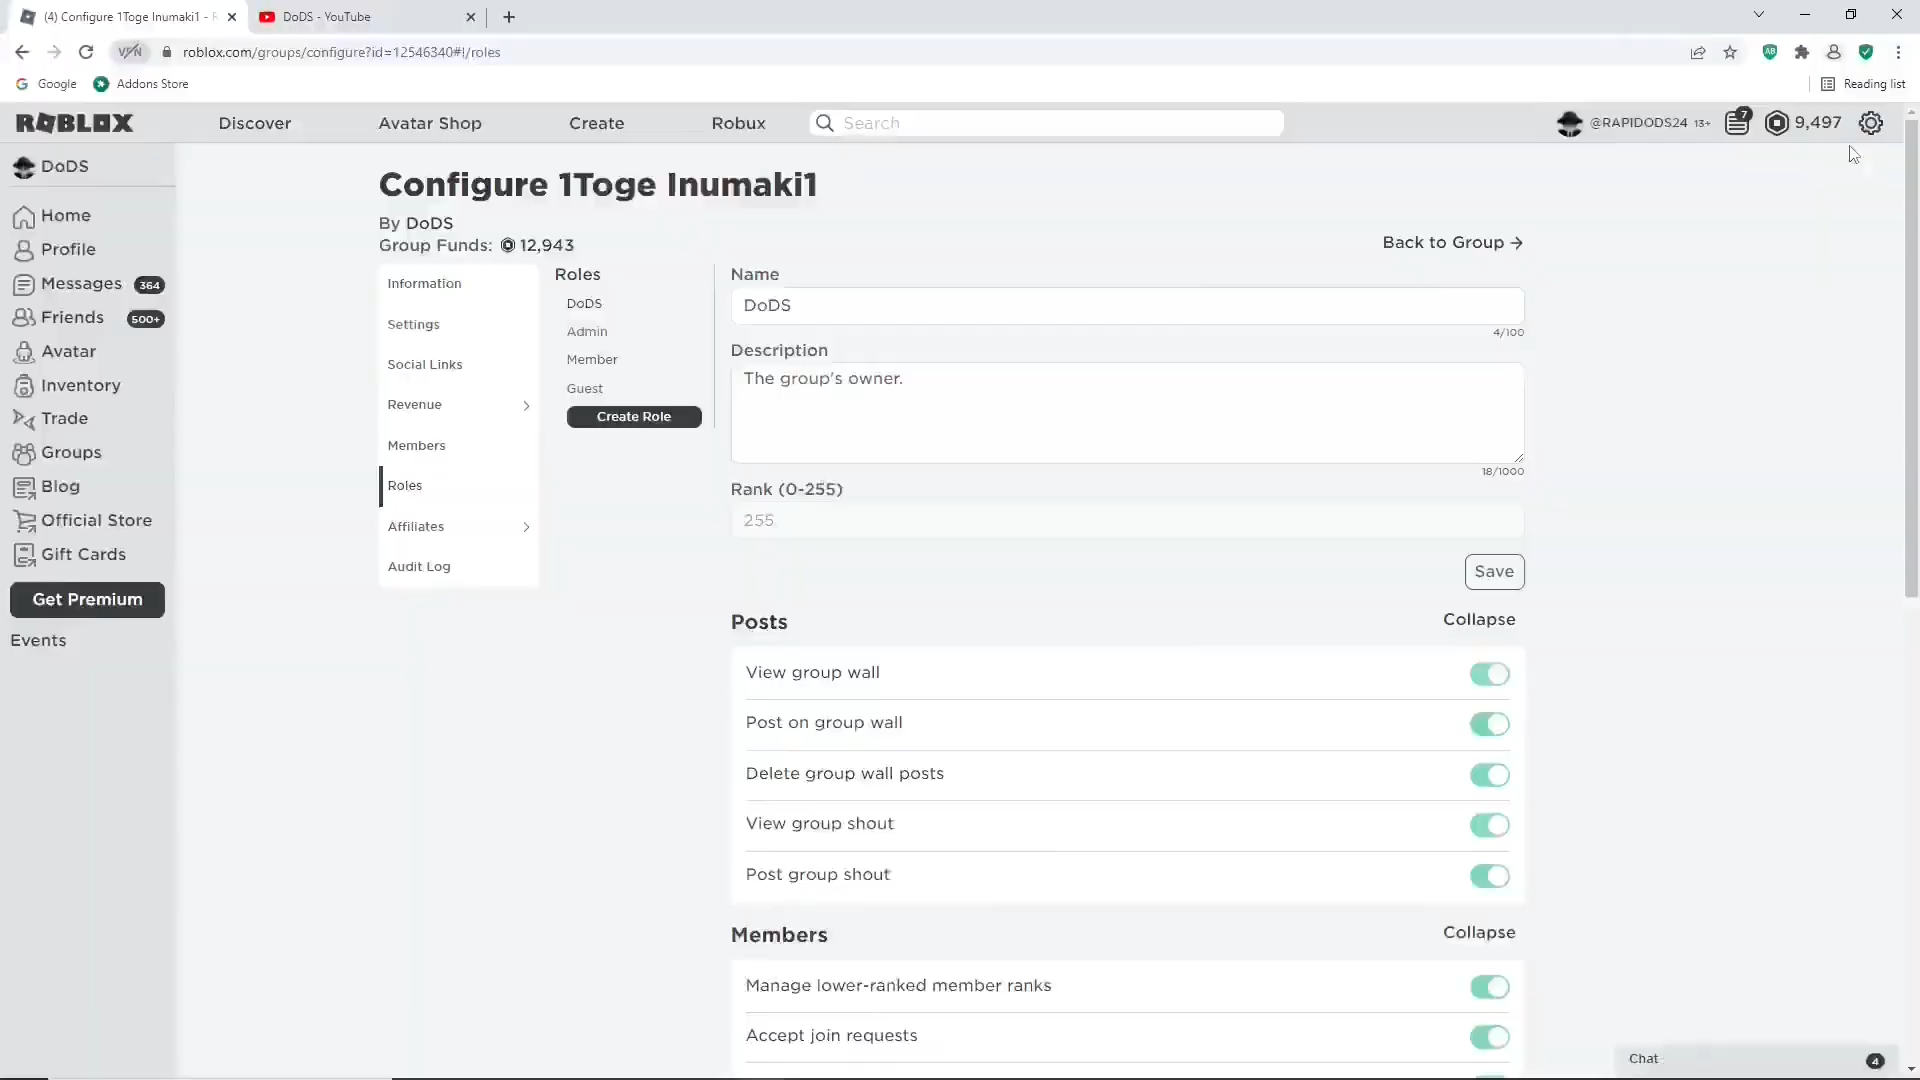 (4) Configure 1Toge Inumaki1 - R
DoDS - YouTube
VPN
roblox.com/groups/configure?id=12546340#!/roles
Google
Addons Store
Reading list
ROBLOX
Discover
Avatar Shop
Create
Robux
Search
@RAPIDODS24 13+
7
9,497
DoDS
Home
Profile
Messages 364
Friends 500+
Avatar
Inventory
Trade
Groups
Blog
Official Store
Gift Cards
Get Premium
Events
Configure 1Toge Inumaki1
By DoDS
Group Funds: 12,943
Back to Group →
Information
Settings
Social Links
Revenue
Members
Roles
Affiliates
Audit Log
Roles
DoDS
Admin
Member
Guest
Create Role
Name
DoDS
4/100
Description
The group's owner.
18/1000
Rank (0-255)
255
Save
Posts
Collapse
View group wall
Post on group wall
Delete group wall posts
View group shout
Post group shout
Members
Collapse
Manage lower-ranked member ranks
Accept join requests
Chat
4